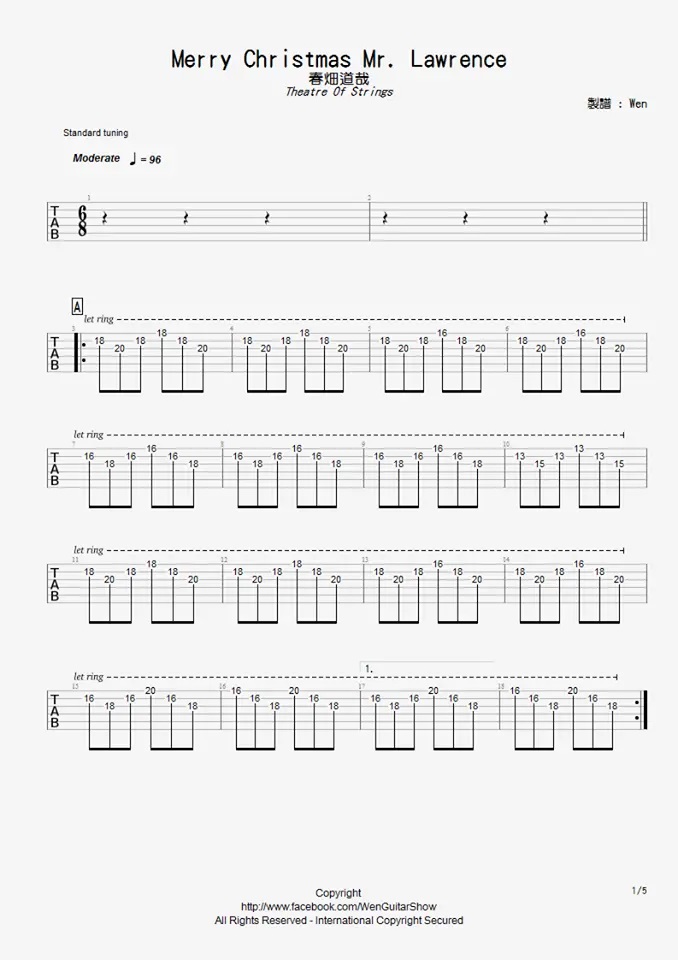 Merry Christmas Mr. Lawrence
春畑道哉
Theatre Of Strings
製譜 : Wen
Standard tuning
Moderate ♩ = 96
1 2
T A B 6 8
A
let ring
3 4 5 6
T A B 18 20 18 18 18 20 18 20 18 18 18 20 18 20 18 16 18 20 18 20 18 16 18 20
let ring
7 8 9 10
T A B 16 18 16 16 16 18 16 18 16 16 16 18 16 18 16 16 16 18 13 15 13 13 13 15
let ring
11 12 13 14
T A B 18 20 18 18 18 20 18 20 18 18 18 20 18 20 18 16 18 20 18 20 18 16 18 20
1.
let ring
15 16 17 18
T A B 16 18 16 20 16 18 16 16 18 20 16 18 16 16 18 20 16 18 16 16 18 20 16 18
1/5
Copyright
http://www.facebook.com/WenGuitarShow
All Rights Reserved - International Copyright Secured